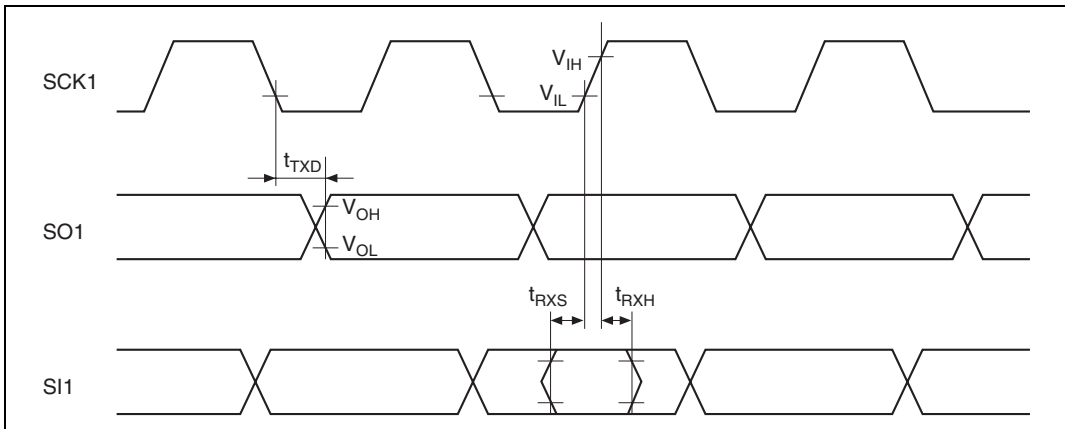 SCK1
V_IH
V_IL
t_TXD
SO1
V_OH
V_OL
t_RXS
t_RXH
SI1